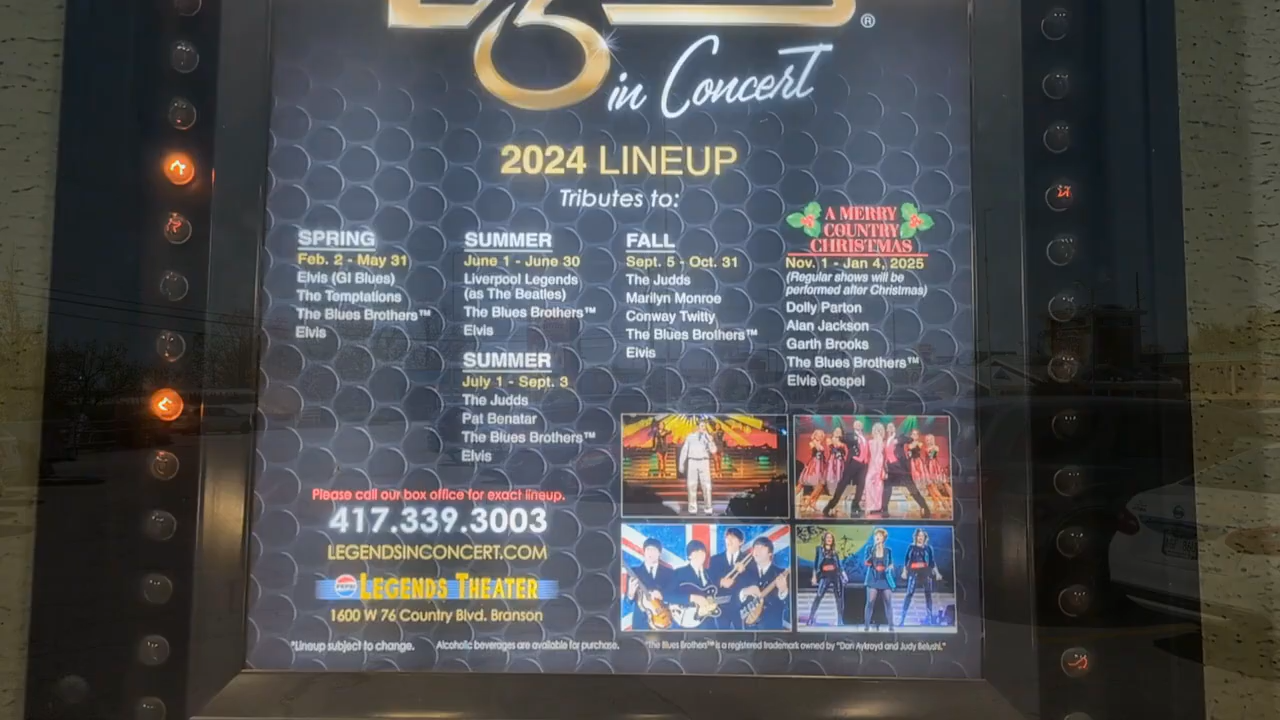 ®
in Concert
2024 LINEUP
Tributes to:
SPRING
Feb. 2 - May 31
Elvis (GI Blues)
The Temptations
The Blues Brothers™
Elvis
SUMMER
June 1 - June 30
Liverpool Legends
(as The Beatles)
The Blues Brothers™
Elvis
SUMMER
July 1 - Sept. 3
The Judds
Pat Benatar
The Blues Brothers™
Elvis
FALL
Sept. 5 - Oct. 31
The Judds
Marilyn Monroe
Conway Twitty
The Blues Brothers™
Elvis
A MERRY
COUNTRY
CHRISTMAS
Nov. 1 - Jan 4, 2025
(Regular shows will be
performed after Christmas)
Dolly Parton
Alan Jackson
Garth Brooks
The Blues Brothers™
Elvis Gospel
Please call our box office for exact lineup.
417.339.3003
LEGENDSINCONCERT.COM
PEPSI LEGENDS THEATER
1600 W 76 Country Blvd. Branson
*Lineup subject to change. Alcoholic beverages are available for purchase. "The Blues Brothers™ is a registered trademark owned by "Dan Aykroyd and Judy Belushi."